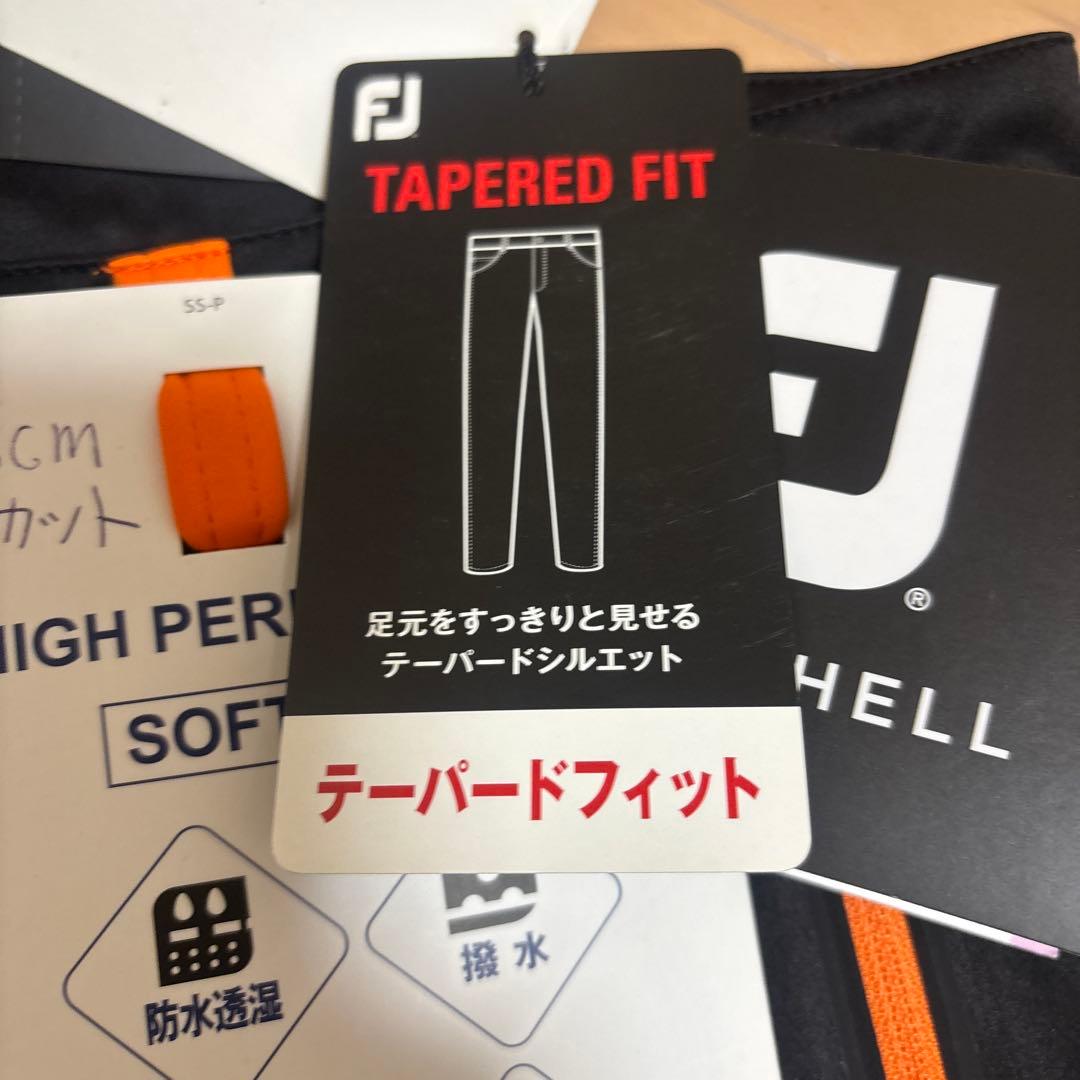 FJ
TAPERED FIT
足元をすっきりと見せる
テーパードシルエット
テーパードフィット
SS-P
CM
カット
HIGH PER
SOFT
防水透湿
撥水
FJ
®
HELL